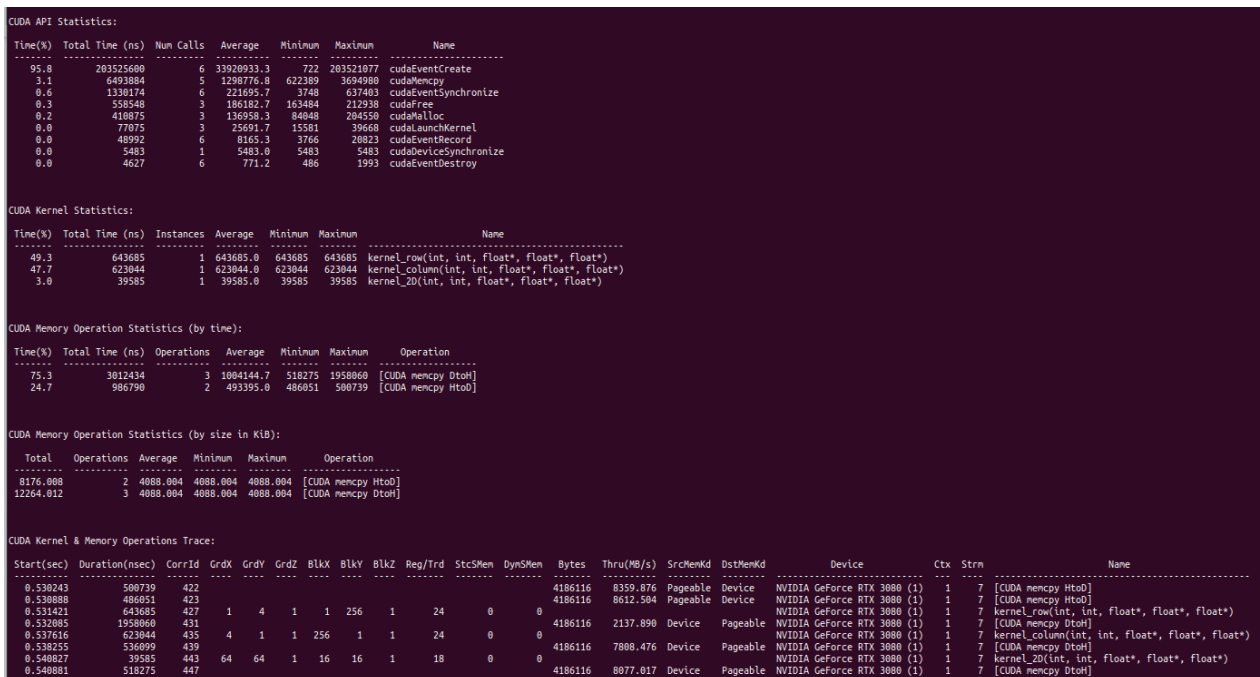 CUDA API Statistics:
Time(%) Total Time (ns) Num Calls Average Minimum Maximum Name
------- --------------- --------- ---------- ------- --------- ---------------------
95.8 203525600 6 33920933.3 722 203521077 cudaEventCreate
3.1 6493884 5 1298776.8 622389 3694980 cudaMemcpy
0.6 1330174 6 221695.7 3748 637403 cudaEventSynchronize
0.3 558548 3 186182.7 163484 212938 cudaFree
0.2 410875 3 136958.3 84048 204550 cudaMalloc
0.0 77075 3 25691.7 15581 39668 cudaLaunchKernel
0.0 48992 6 8165.3 3766 20823 cudaEventRecord
0.0 5483 1 5483.0 5483 5483 cudaDeviceSynchronize
0.0 4627 6 771.2 486 1993 cudaEventDestroy
CUDA Kernel Statistics:
Time(%) Total Time (ns) Instances Average Minimum Maximum Name
------- --------------- --------- -------- ------- ------- ---------------------------------------------
49.3 643685 1 643685.0 643685 643685 kernel_row(int, int, float*, float*, float*)
47.7 623044 1 623044.0 623044 623044 kernel_column(int, int, float*, float*, float*)
3.0 39585 1 39585.0 39585 39585 kernel_2D(int, int, float*, float*, float*)
CUDA Memory Operation Statistics (by time):
Time(%) Total Time (ns) Operations Average Minimum Maximum Operation
------- --------------- ---------- --------- ------- ------- ------------------
75.3 3012434 3 1004144.7 518275 1958060 [CUDA memcpy DtoH]
24.7 986790 2 493395.0 486051 500739 [CUDA memcpy HtoD]
CUDA Memory Operation Statistics (by size in KiB):
Total Operations Average Minimum Maximum Operation
--------- ---------- -------- -------- -------- ------------------
8176.008 2 4088.004 4088.004 4088.004 [CUDA memcpy HtoD]
12264.012 3 4088.004 4088.004 4088.004 [CUDA memcpy DtoH]
CUDA Kernel & Memory Operations Trace:
Start(sec) Duration(nsec) CorrId GrdX GrdY GrdZ BlkX BlkY BlkZ Reg/Trd StcSMem DymSMem Bytes Thru(MB/s) SrcMemKd DstMemKd Device Ctx Strm Name
---------- -------------- ------ ---- ---- ---- ---- ---- ---- ------- ------- ------- ------- ---------- -------- -------- --------------------------- --- ---- ---------------------------------------------
0.530243 500739 422 4186116 8359.876 Pageable Device NVIDIA GeForce RTX 3080 (1) 1 7 [CUDA memcpy HtoD]
0.530888 486051 423 4186116 8612.504 Pageable Device NVIDIA GeForce RTX 3080 (1) 1 7 [CUDA memcpy HtoD]
0.531421 643685 427 1 4 1 1 256 1 24 0 0 NVIDIA GeForce RTX 3080 (1) 1 7 kernel_row(int, int, float*, float*, float*)
0.532085 1958060 431 4186116 2137.890 Device Pageable NVIDIA GeForce RTX 3080 (1) 1 7 [CUDA memcpy DtoH]
0.537616 623044 435 4 1 1 256 1 1 24 0 0 NVIDIA GeForce RTX 3080 (1) 1 7 kernel_column(int, int, float*, float*, float*)
0.538255 536099 439 4186116 7808.476 Device Pageable NVIDIA GeForce RTX 3080 (1) 1 7 [CUDA memcpy DtoH]
0.540827 39585 443 64 64 1 16 16 1 18 0 0 NVIDIA GeForce RTX 3080 (1) 1 7 kernel_2D(int, int, float*, float*, float*)
0.540881 518275 447 4186116 8077.017 Device Pageable NVIDIA GeForce RTX 3080 (1) 1 7 [CUDA memcpy DtoH]